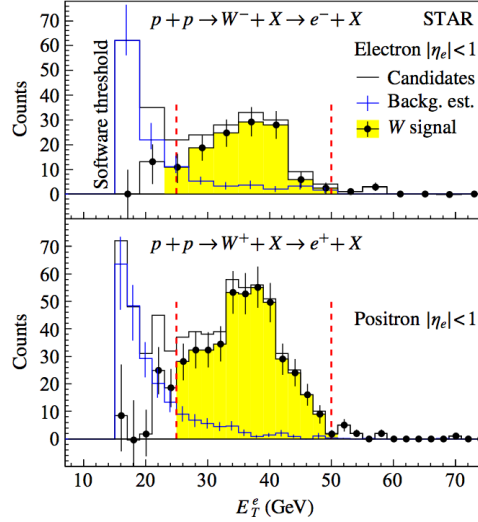 p + p → W⁻ + X → e⁻ + X STAR
Electron |ηₑ| < 1
Candidates
Backg. est.
W signal
Software threshold
Counts
70
60
50
40
30
20
10
0
p + p → W⁺ + X → e⁺ + X
Positron |ηₑ| < 1
Counts
70
60
50
40
30
20
10
0
10 20 30 40 50 60 70
E_T^e (GeV)